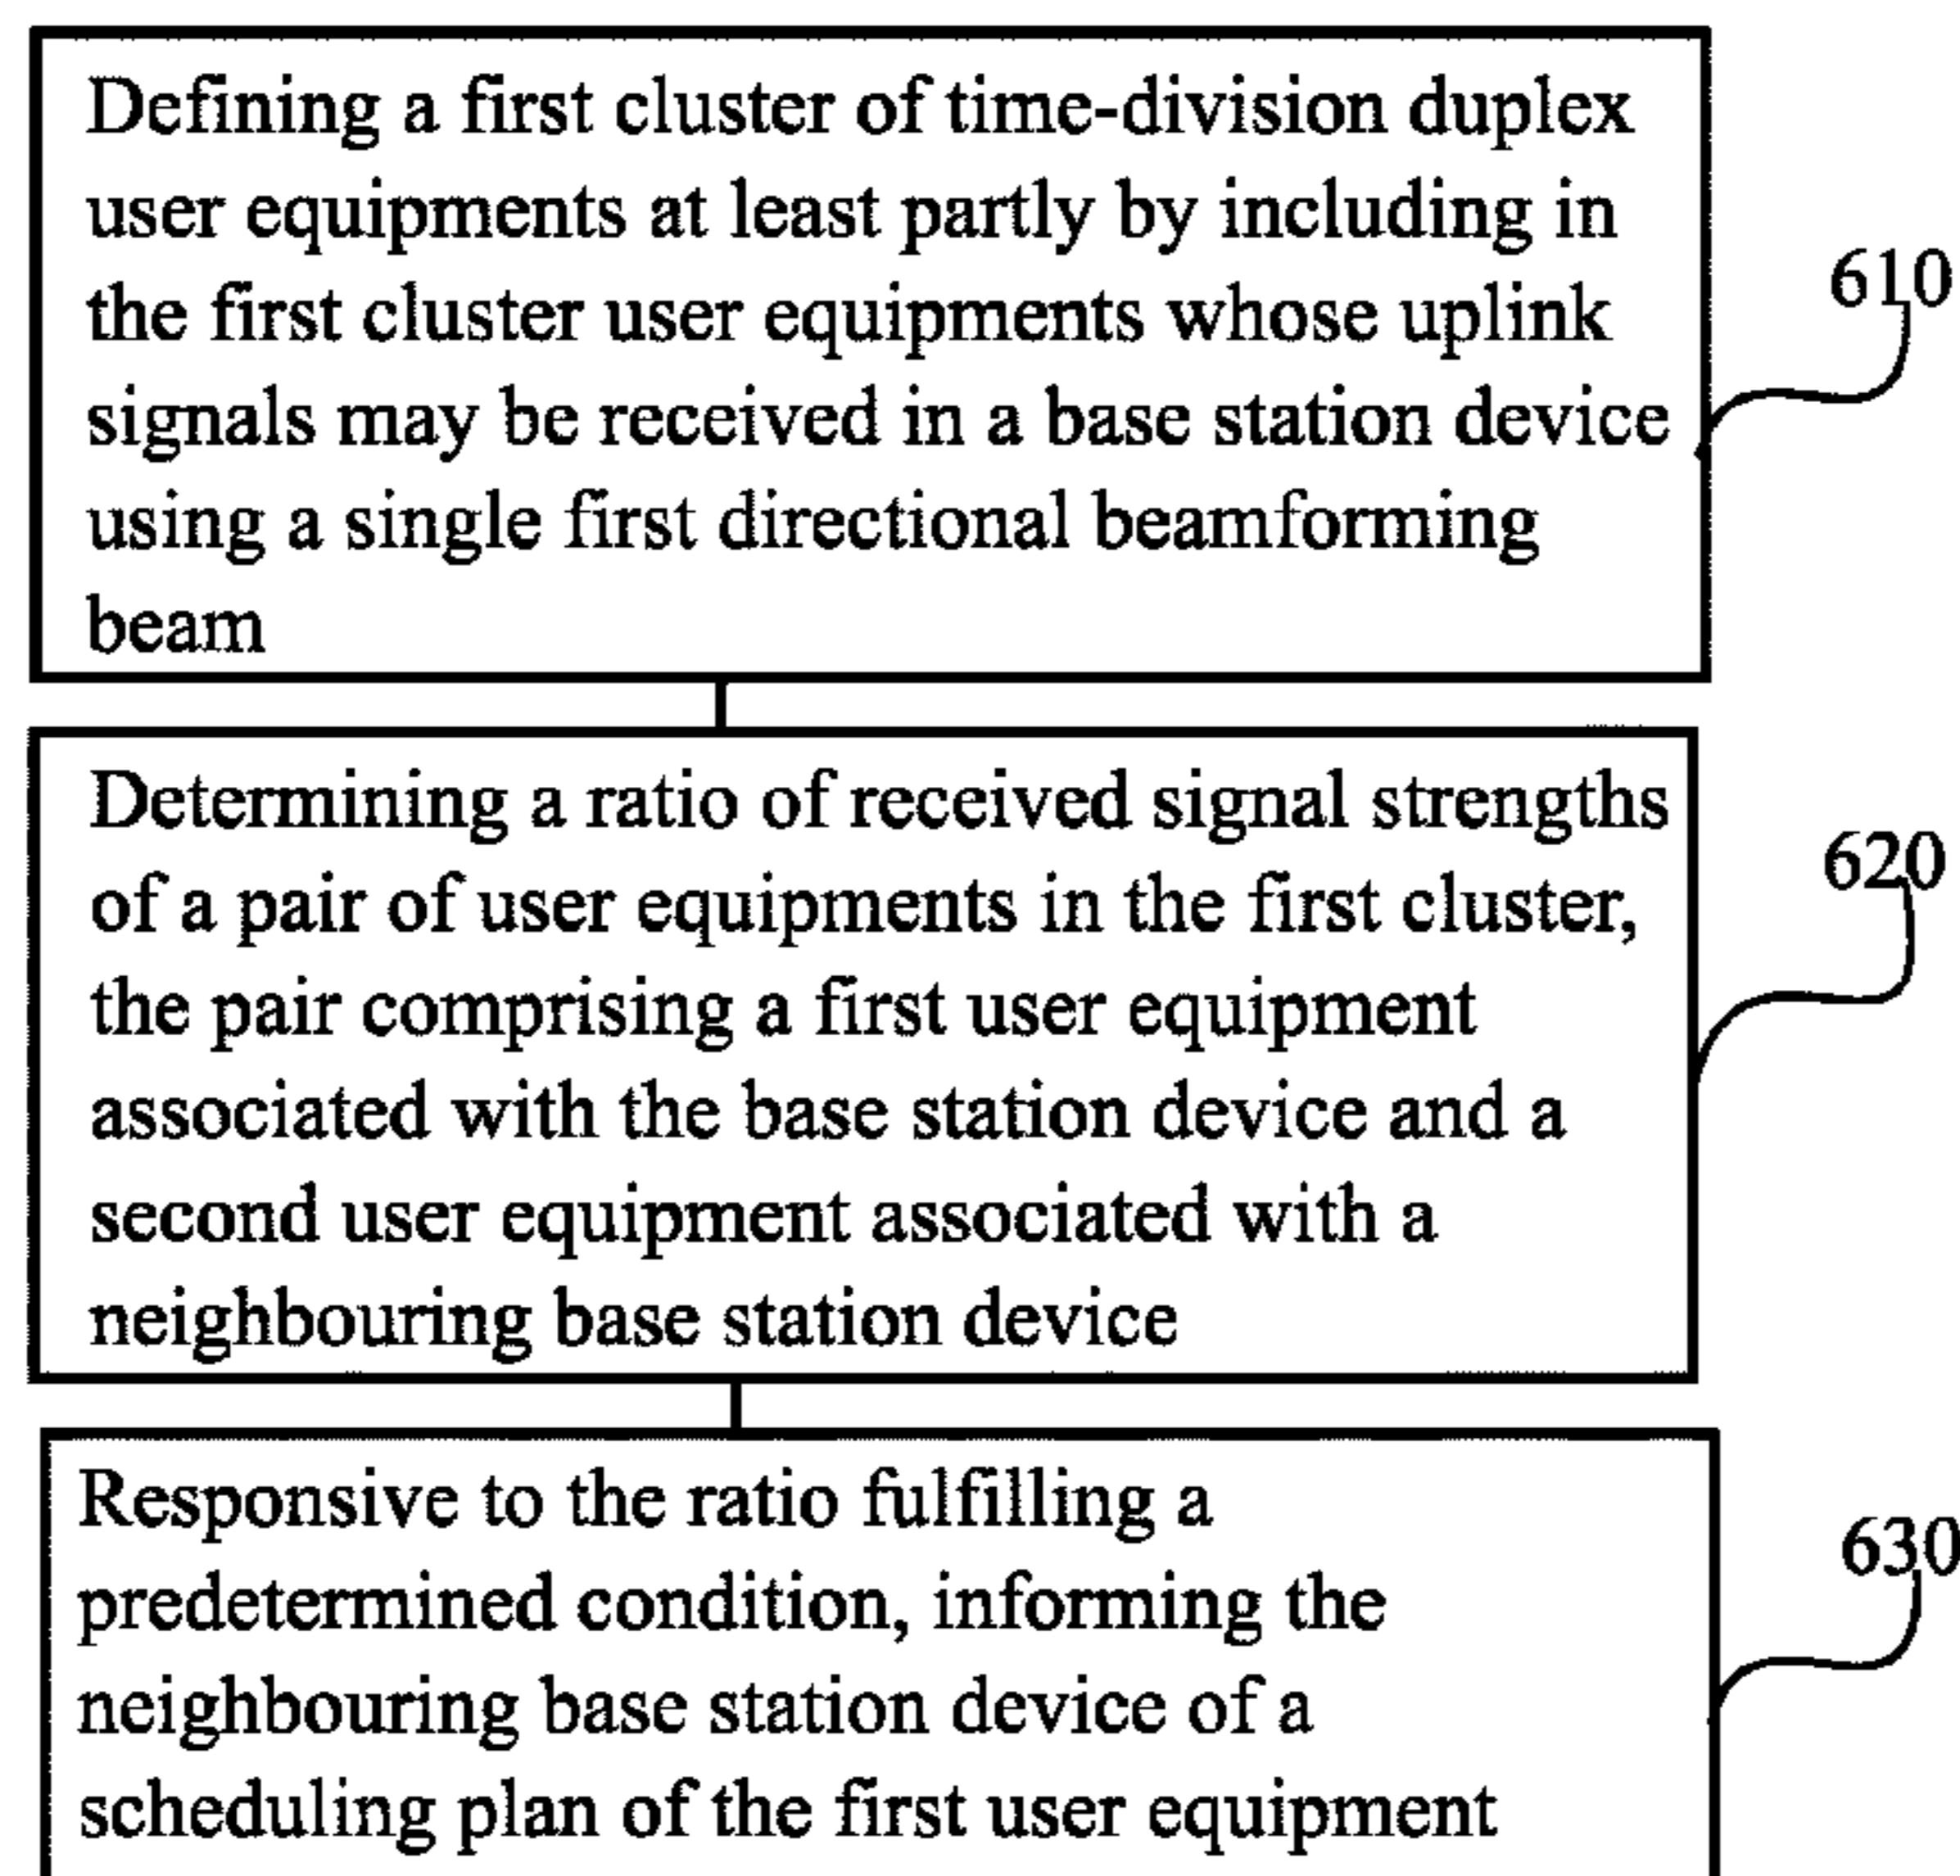 Defining a first cluster of time-division duplex
user equipments at least partly by including in
the first cluster user equipments whose uplink
signals may be received in a base station device
using a single first directional beamforming
beam
610
Determining a ratio of received signal strengths
of a pair of user equipments in the first cluster,
the pair comprising a first user equipment
associated with the base station device and a
second user equipment associated with a
neighbouring base station device
620
Responsive to the ratio fulfilling a
predetermined condition, informing the
neighbouring base station device of a
scheduling plan of the first user equipment
630